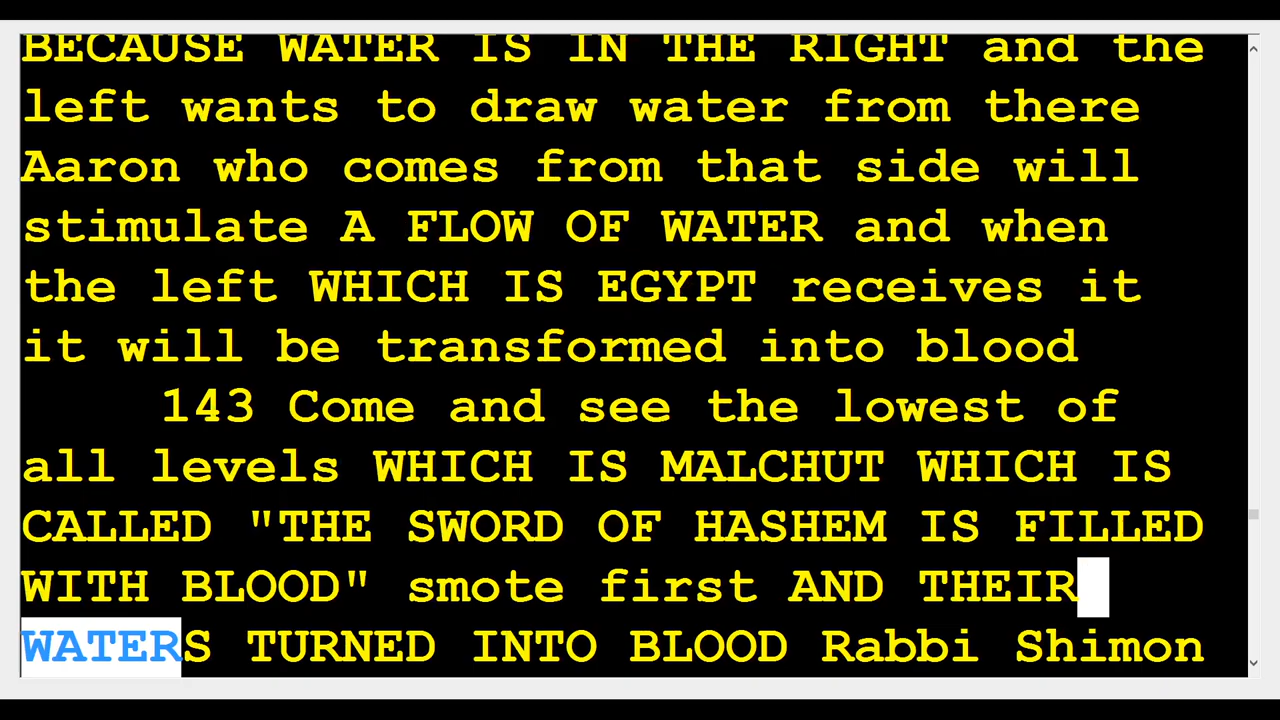 BECAUSE WATER IS IN THE RIGHT and the
left wants to draw water from there
Aaron who comes from that side will
stimulate A FLOW OF WATER and when
the left WHICH IS EGYPT receives it
it will be transformed into blood
143 Come and see the lowest of
all levels WHICH IS MALCHUT WHICH IS
CALLED "THE SWORD OF HASHEM IS FILLED
WITH BLOOD" smote first AND THEIR
WATERS TURNED INTO BLOOD Rabbi Shimon